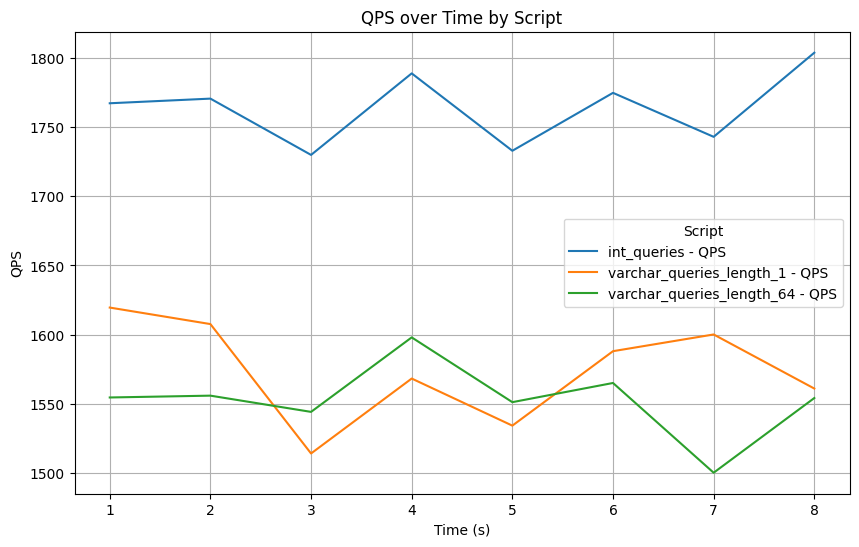 QPS over Time by Script
QPS
1800
1750
1700
1650
1600
1550
1500
Script
int_queries - QPS
varchar_queries_length_1 - QPS
varchar_queries_length_64 - QPS
1 2 3 4 5 6 7 8
Time (s)